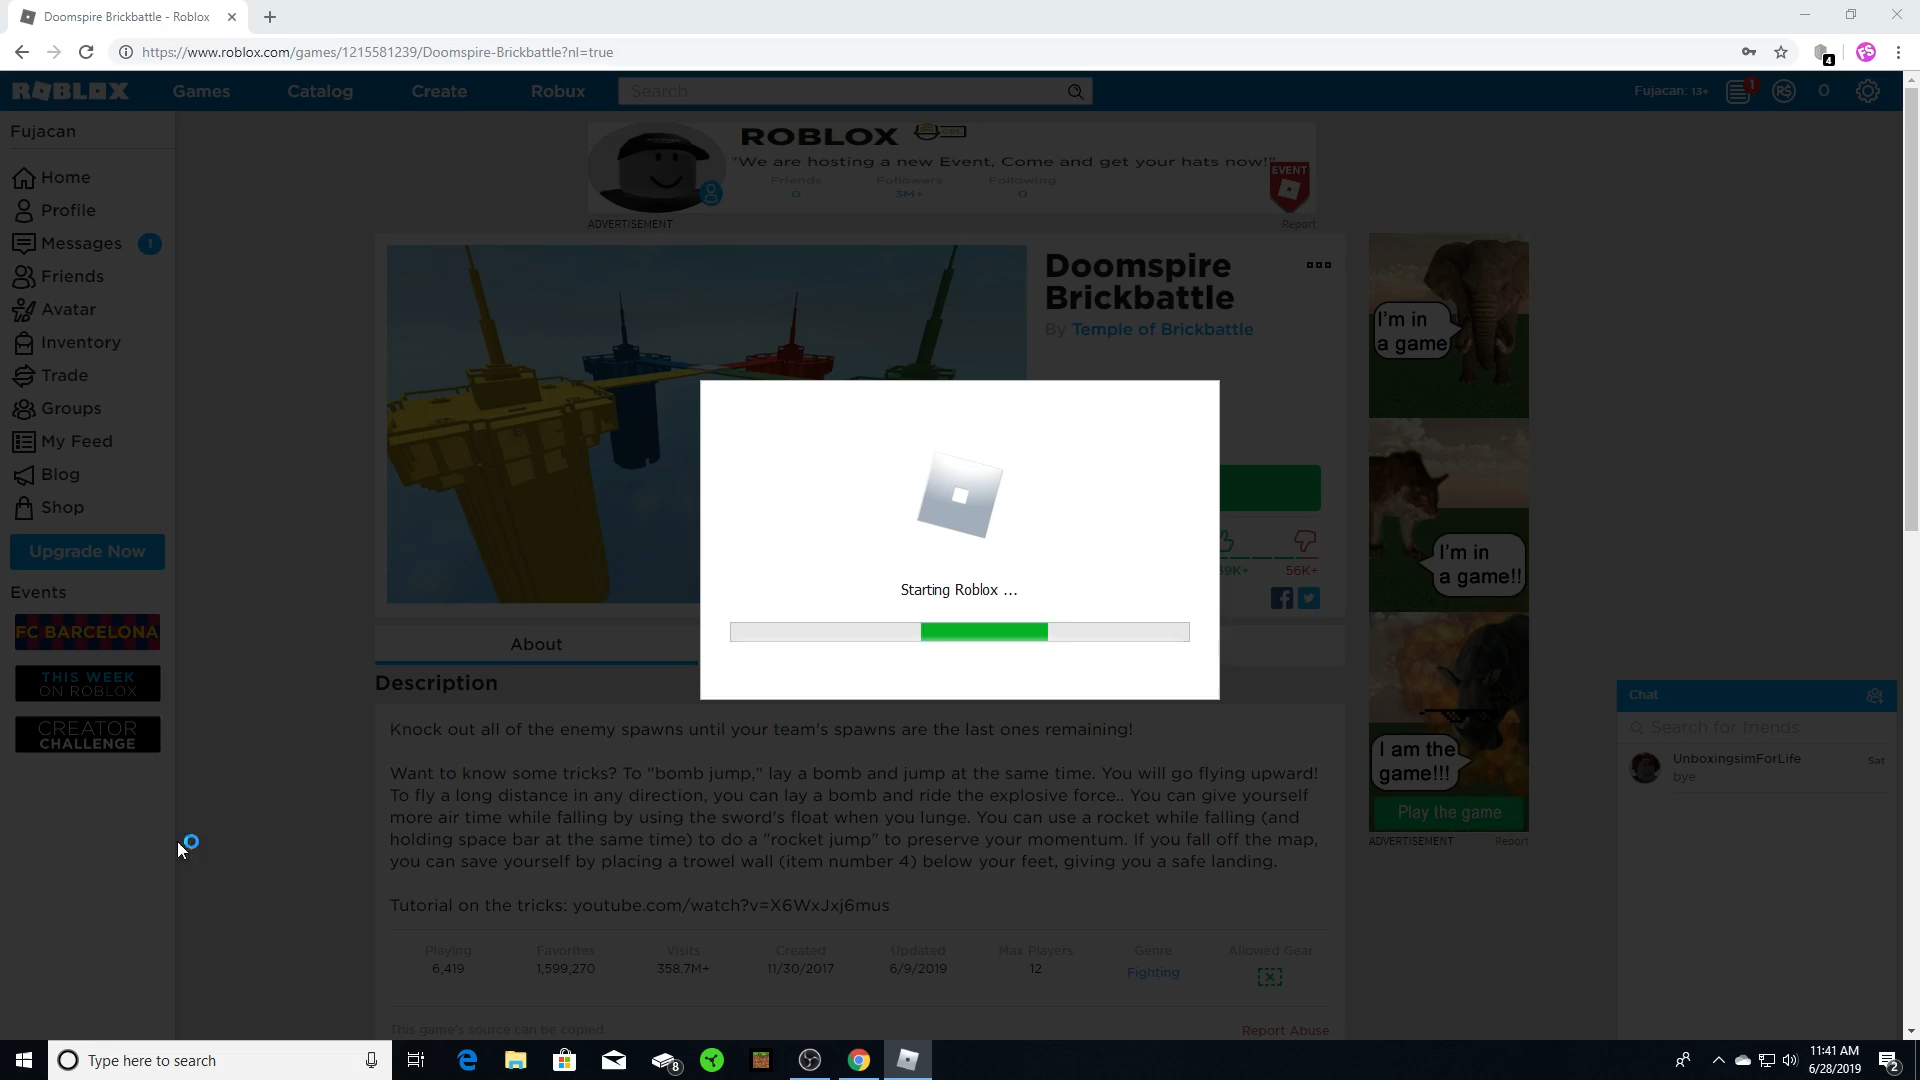 Doomspire Brickbattle - Roblox
https://www.roblox.com/games/1215581239/Doomspire-Brickbattle?nl=true
4
FS
ROBLOX
Games
Catalog
Create
Robux
Search
Fujacan: 13+
1
R$
0
Fujacan
Home
Profile
Messages
1
Friends
Avatar
Inventory
Trade
Groups
My Feed
Blog
Shop
Upgrade Now
Events
FC BARCELONA
THIS WEEK
ON ROBLOX
CREATOR
CHALLENGE
ROBLOX
"We are hosting a new Event, Come and get your hats now!"
Friends
Followers
Following
0
3M+
0
EVENT
ADVERTISEMENT
Report
Doomspire
Brickbattle
By Temple of Brickbattle
56K+
Starting Roblox ...
About
Description
Knock out all of the enemy spawns until your team's spawns are the last ones remaining!
Want to know some tricks? To "bomb jump," lay a bomb and jump at the same time. You will go flying upward!
To fly a long distance in any direction, you can lay a bomb and ride the explosive force.. You can give yourself
more air time while falling by using the sword's float when you lunge. You can use a rocket while falling (and
holding space bar at the same time) to do a "rocket jump" to preserve your momentum. If you fall off the map,
you can save yourself by placing a trowel wall (item number 4) below your feet, giving you a safe landing.
Tutorial on the tricks: youtube.com/watch?v=X6WxJxj6mus
Playing
Favorites
Visits
Created
Updated
Max Players
Genre
Allowed Gear
6,419
1,599,270
358.7M+
11/30/2017
6/9/2019
12
Fighting
This game's source can be copied.
Report Abuse
I'm in
a game
I'm in
a game!!
I am the
game!!!
Play the game
ADVERTISEMENT
Report
Chat
Search for friends
UnboxingsimForLife
Sat
bye
Type here to search
8
11:41 AM
6/28/2019
2